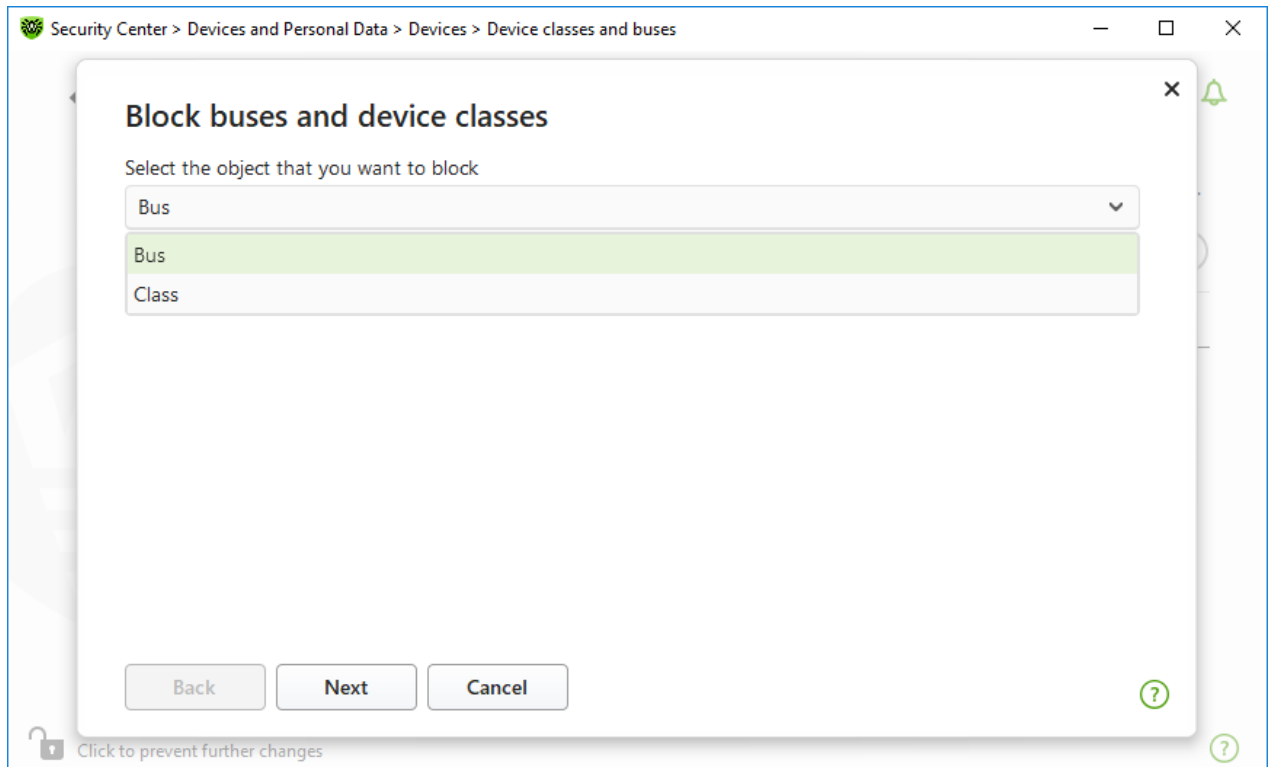 Security Center > Devices and Personal Data > Devices > Device classes and buses
Block buses and device classes
Select the object that you want to block
Bus
Bus
Class
Back
Next
Cancel
?
Click to prevent further changes
?